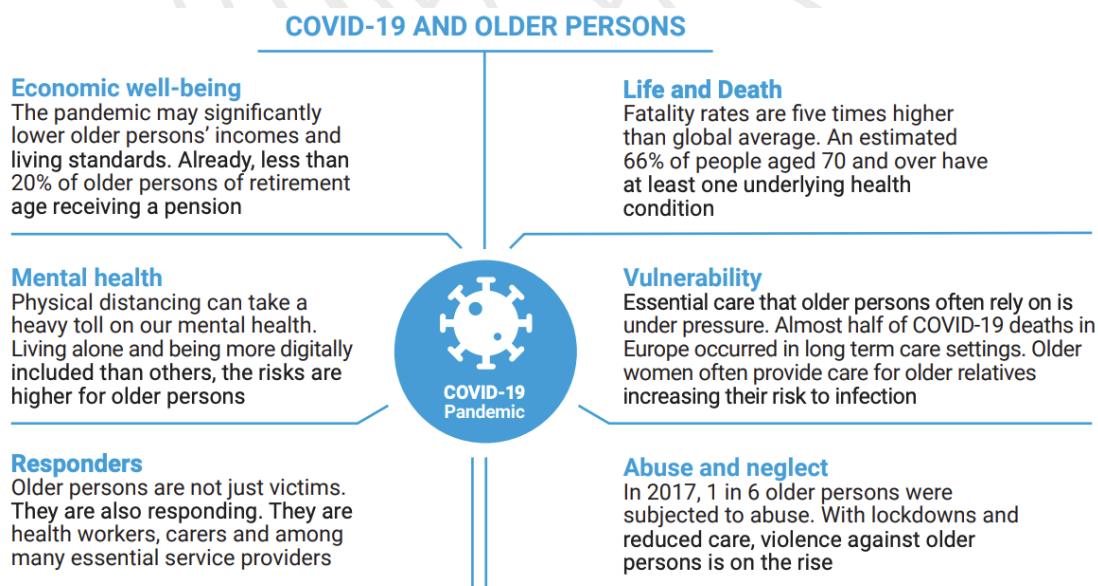 COVID-19 AND OLDER PERSONS
Economic well-being
The pandemic may significantly
lower older persons' incomes and
living standards. Already, less than
20% of older persons of retirement
age receiving a pension
Life and Death
Fatality rates are five times higher
than global average. An estimated
66% of people aged 70 and over have
at least one underlying health
condition
Mental health
Physical distancing can take a
heavy toll on our mental health.
Living alone and being more digitally
included than others, the risks are
higher for older persons
COVID-19
Pandemic
Vulnerability
Essential care that older persons often rely on is
under pressure. Almost half of COVID-19 deaths in
Europe occurred in long term care settings. Older
women often provide care for older relatives
increasing their risk to infection
Responders
Older persons are not just victims.
They are also responding. They are
health workers, carers and among
many essential service providers
Abuse and neglect
In 2017, 1 in 6 older persons were
subjected to abuse. With lockdowns and
reduced care, violence against older
persons is on the rise